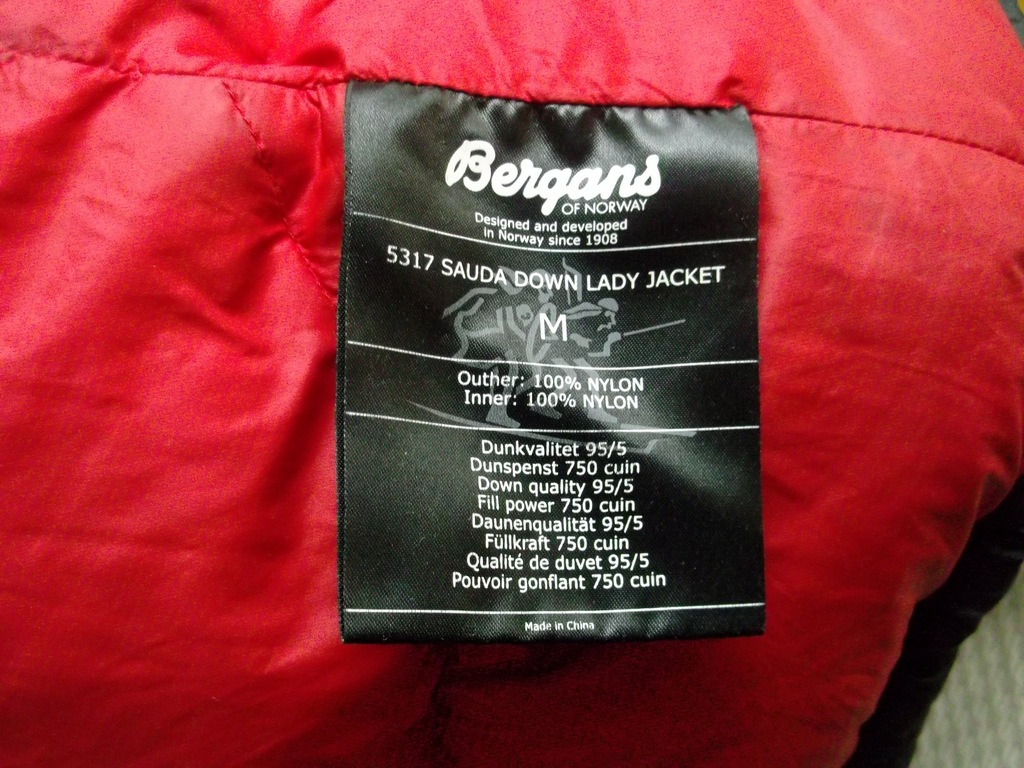 Bergans
OF NORWAY
Designed and developed
in Norway since 1908
5317 SAUDA DOWN LADY JACKET
M
Outher: 100% NYLON
Inner: 100% NYLON
Dunkvalitet 95/5
Dunspenst 750 cuin
Down quality 95/5
Fill power 750 cuin
Daunenqualität 95/5
Füllkraft 750 cuin
Qualité de duvet 95/5
Pouvoir gonflant 750 cuin
Made in China